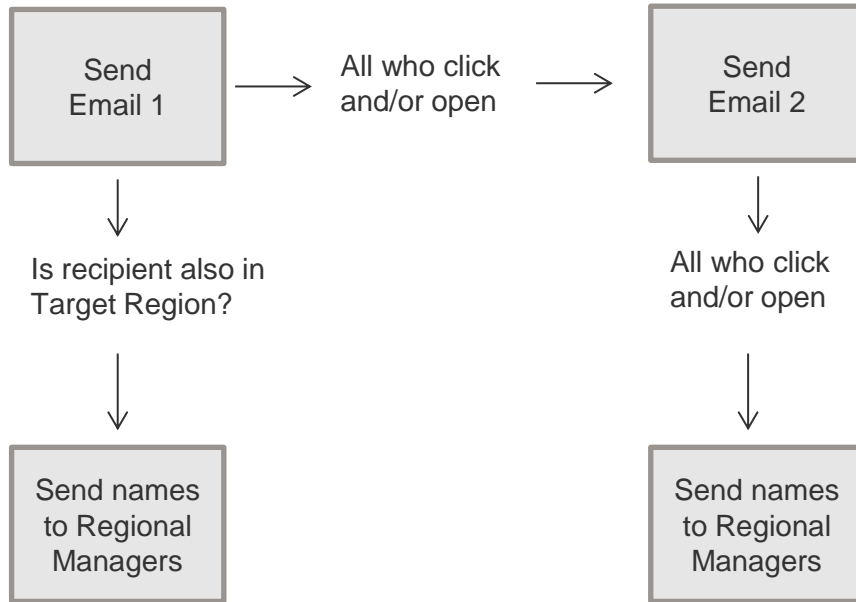 Send
Email 1
All who click
and/or open
Send
Email 2
Is recipient also in
Target Region?
All who click
and/or open
Send names
to Regional
Managers
Send names
to Regional
Managers